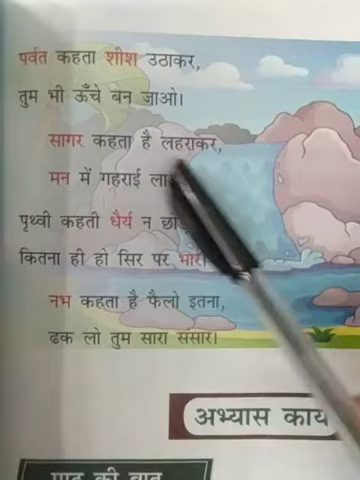 पर्वत कहता शीश उठाकर,
तुम भी ऊँचे बन जाओ।
सागर कहता है लहराकर,
मन में गहराई
पृथ्वी कहती धैर्य न
कितना ही हो सिर पर
नभ कहता है फैलो इतना,
ढक लो तुम सारा संसार।
अभ्यास कार्य